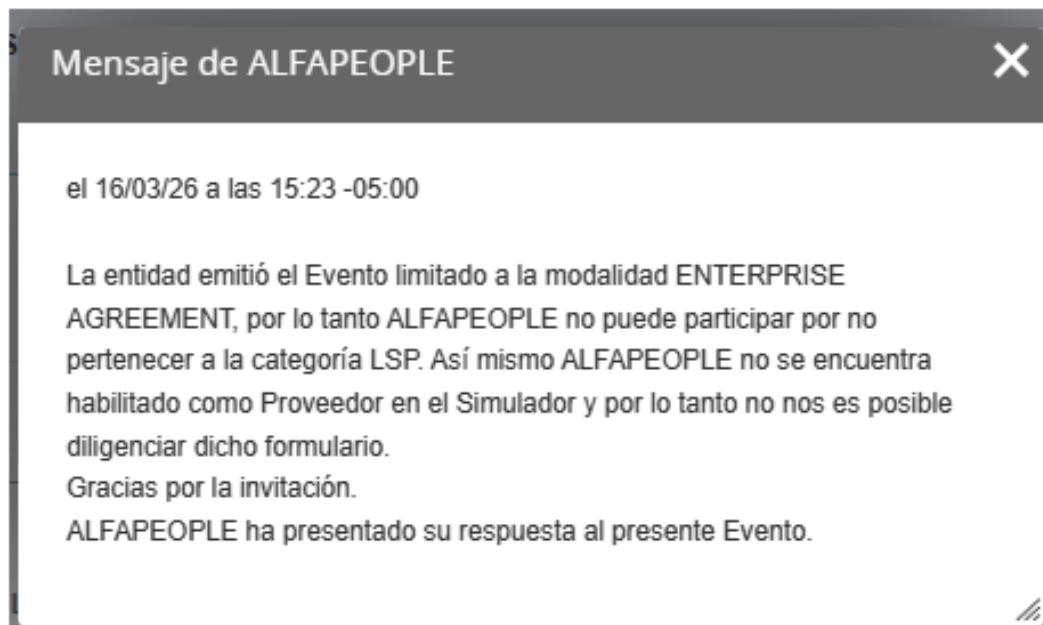 Mensaje de ALFAPEOPLE
el 16/03/26 a las 15:23 -05:00
La entidad emitió el Evento limitado a la modalidad ENTERPRISE
AGREEMENT, por lo tanto ALFAPEOPLE no puede participar por no
pertenecer a la categoría LSP. Así mismo ALFAPEOPLE no se encuentra
habilitado como Proveedor en el Simulador y por lo tanto no nos es posible
diligenciar dicho formulario.
Gracias por la invitación.
ALFAPEOPLE ha presentado su respuesta al presente Evento.